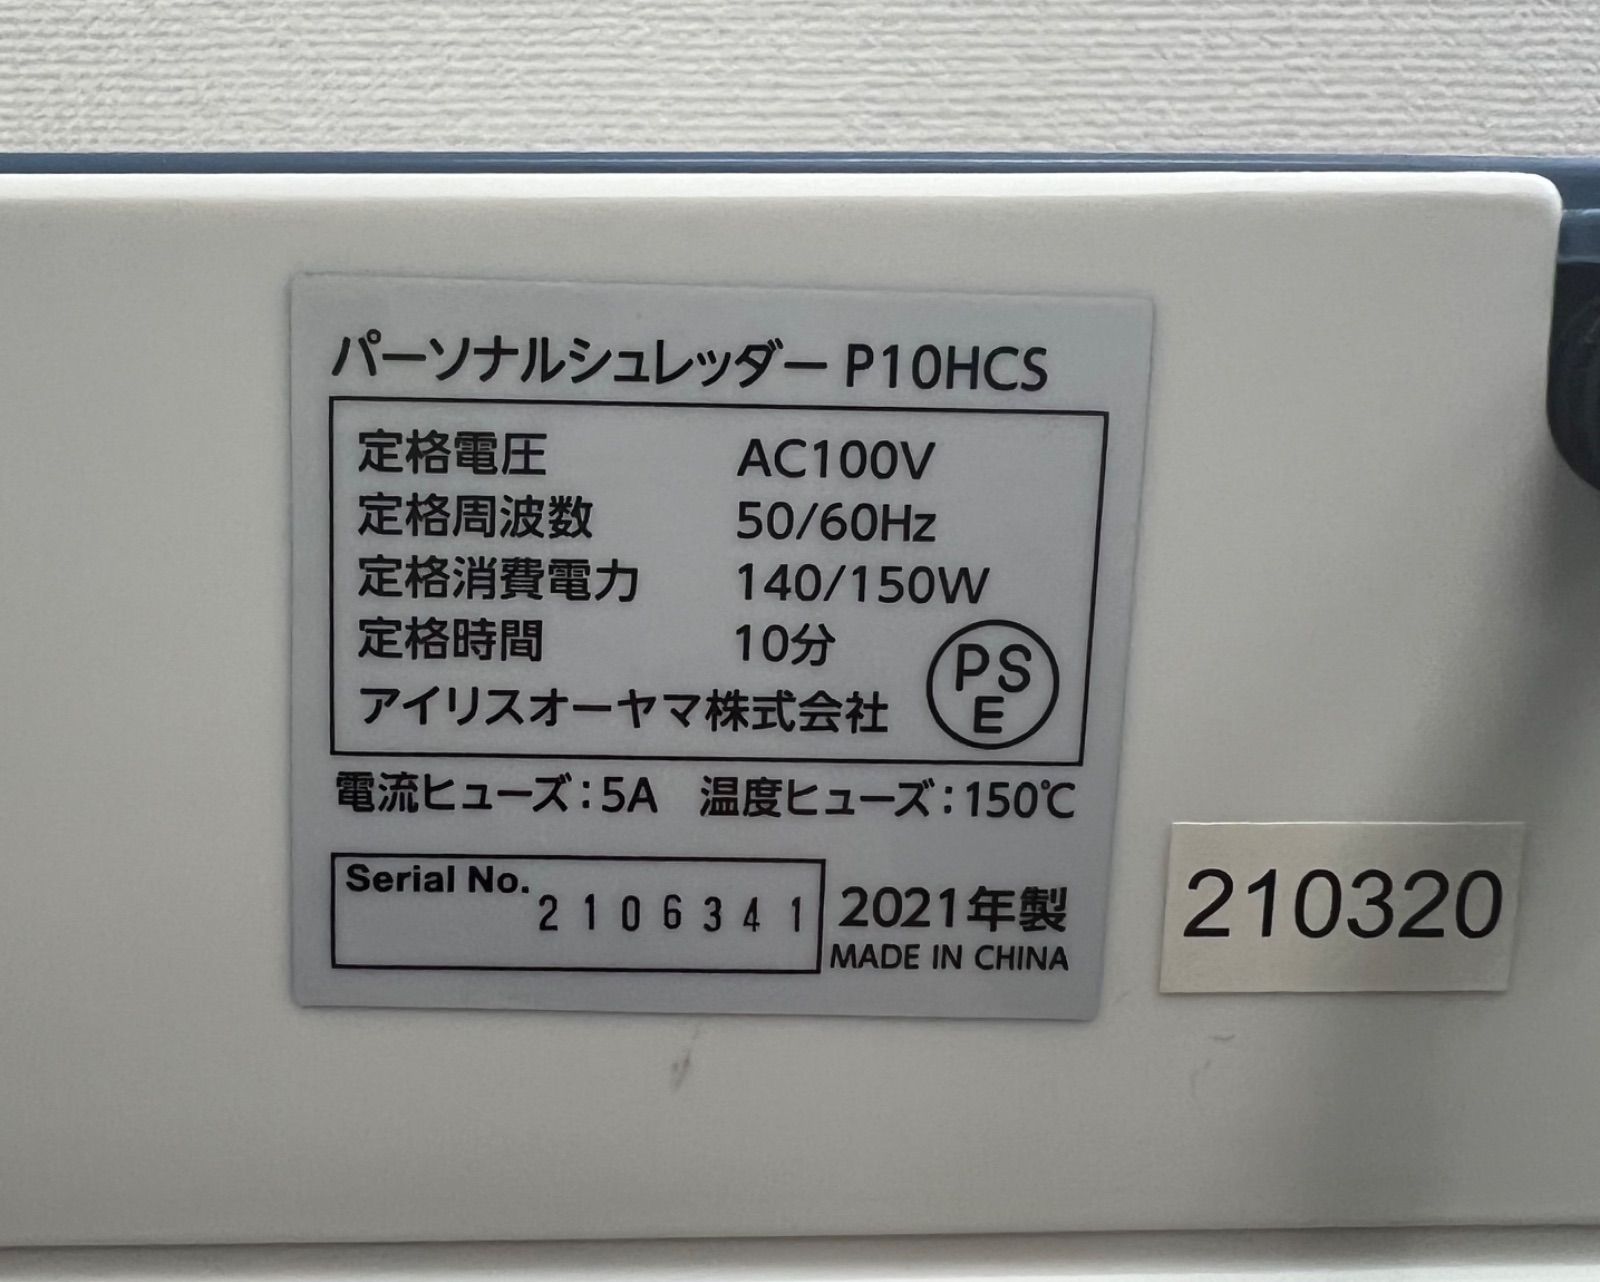 パーソナルシュレッダー P10HCS
定格電圧 AC100V
定格周波数 50/60Hz
定格消費電力 140/150W
定格時間 10分
アイリスオーヤマ株式会社
PS
E
電流ヒューズ:5A 温度ヒューズ:150℃
Serial No. 2106341
2021年製
MADE IN CHINA
210320